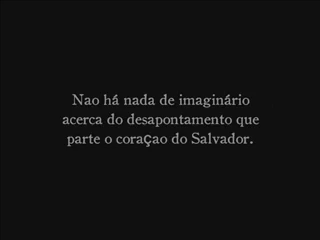 Nao há nada de imaginário
acerca do desapontamento que
parte o coraçao do Salvador.